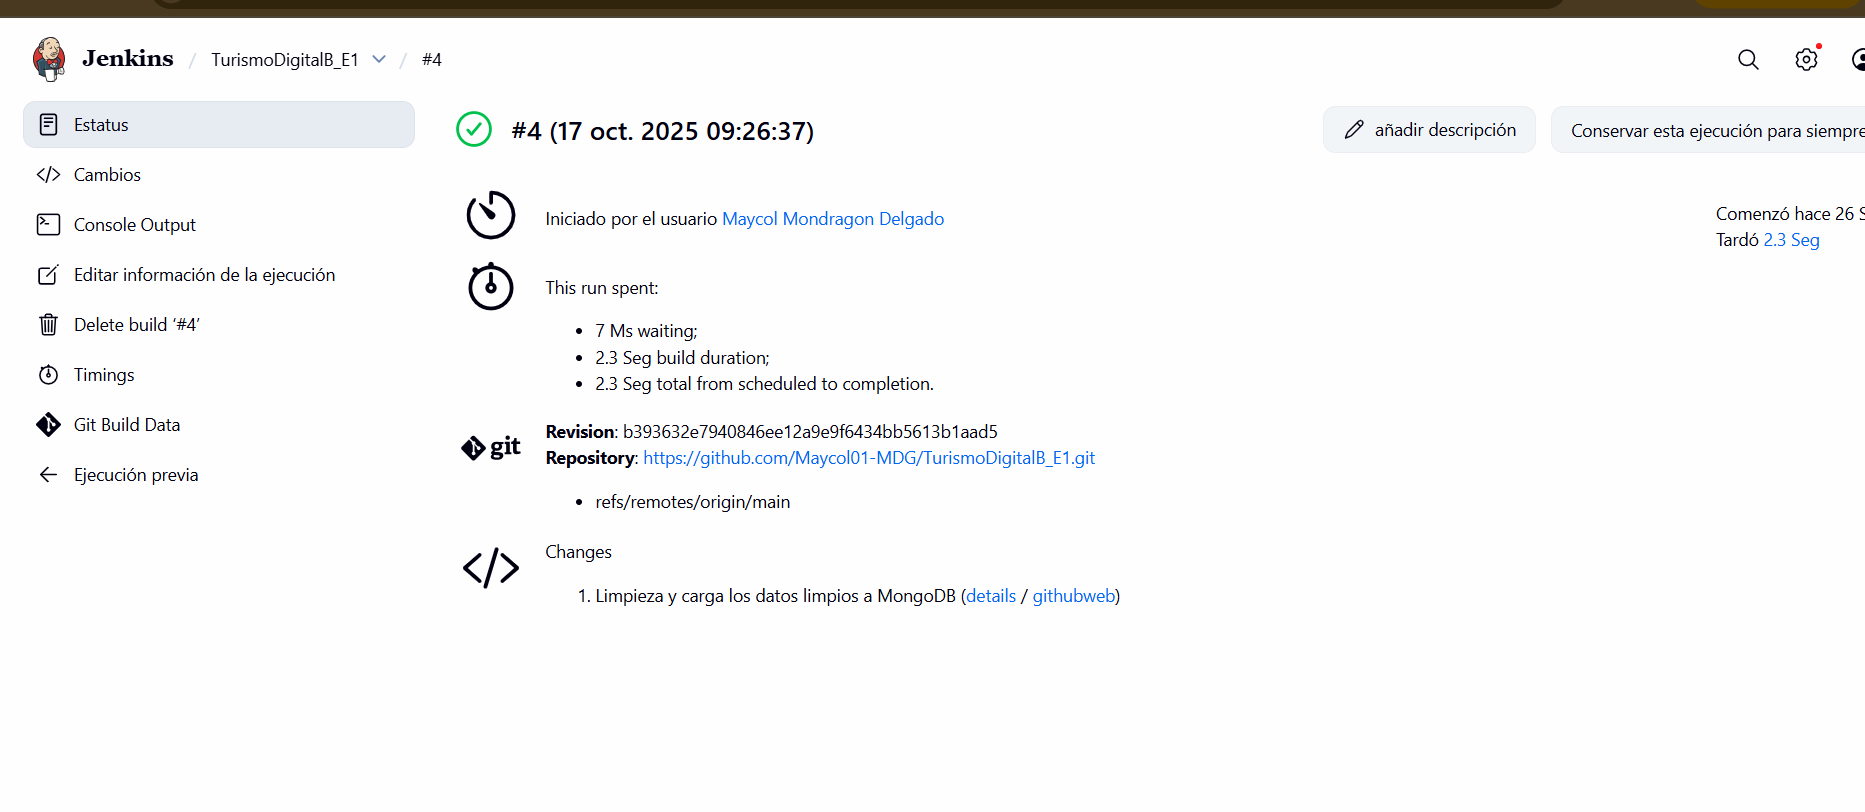 Jenkins / TurismoDigitalB_E1 / #4
Estatus
Cambios
Console Output
Editar información de la ejecución
Delete build ‘#4’
Timings
Git Build Data
Ejecución previa
#4 (17 oct. 2025 09:26:37)
añadir descripción
Conservar esta ejecución para siempre
Iniciado por el usuario Maycol Mondragon Delgado
Comenzó hace 26 S
Tardó 2.3 Seg
This run spent:
• 7 Ms waiting;
• 2.3 Seg build duration;
• 2.3 Seg total from scheduled to completion.
git
Revision: b393632e7940846ee12a9e9f6434bb5613b1aad5
Repository: https://github.com/Maycol01-MDG/TurismoDigitalB_E1.git
• refs/remotes/origin/main
Changes
1. Limpieza y carga los datos limpios a MongoDB (details / githubweb)